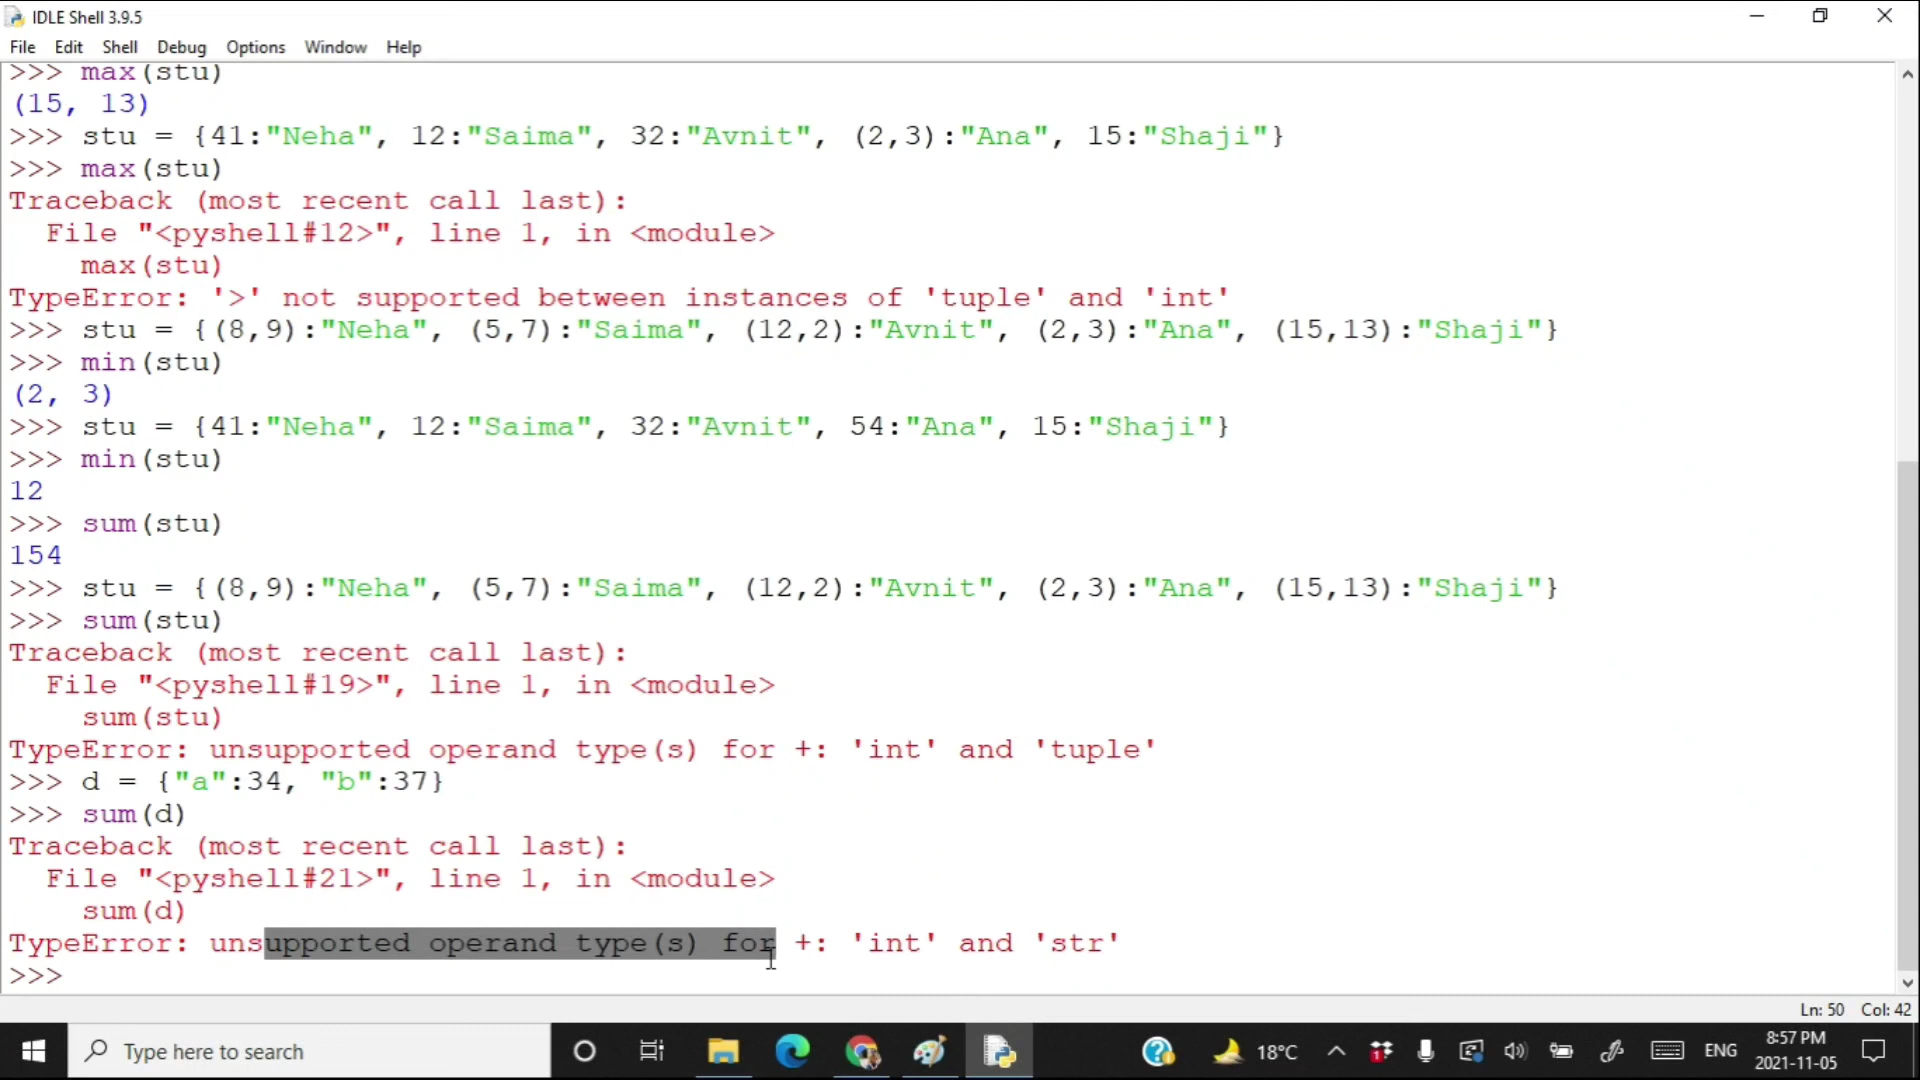 IDLE Shell 3.9.5
File Edit Shell Debug Options Window Help
>>> max(stu)
(15, 13)
>>> stu = {41:"Neha", 12:"Saima", 32:"Avnit", (2,3):"Ana", 15:"Shaji"}
>>> max(stu)
Traceback (most recent call last):
  File "<pyshell#12>", line 1, in <module>
    max(stu)
TypeError: '>' not supported between instances of 'tuple' and 'int'
>>> stu = {(8,9):"Neha", (5,7):"Saima", (12,2):"Avnit", (2,3):"Ana", (15,13):"Shaji"}
>>> min(stu)
(2, 3)
>>> stu = {41:"Neha", 12:"Saima", 32:"Avnit", 54:"Ana", 15:"Shaji"}
>>> min(stu)
12
>>> sum(stu)
154
>>> stu = {(8,9):"Neha", (5,7):"Saima", (12,2):"Avnit", (2,3):"Ana", (15,13):"Shaji"}
>>> sum(stu)
Traceback (most recent call last):
  File "<pyshell#19>", line 1, in <module>
    sum(stu)
TypeError: unsupported operand type(s) for +: 'int' and 'tuple'
>>> d = {"a":34, "b":37}
>>> sum(d)
Traceback (most recent call last):
  File "<pyshell#21>", line 1, in <module>
    sum(d)
TypeError: unsupported operand type(s) for +: 'int' and 'str'
>>>
Ln: 50 Col: 42
Type here to search
18°C
ENG
8:57 PM
2021-11-05